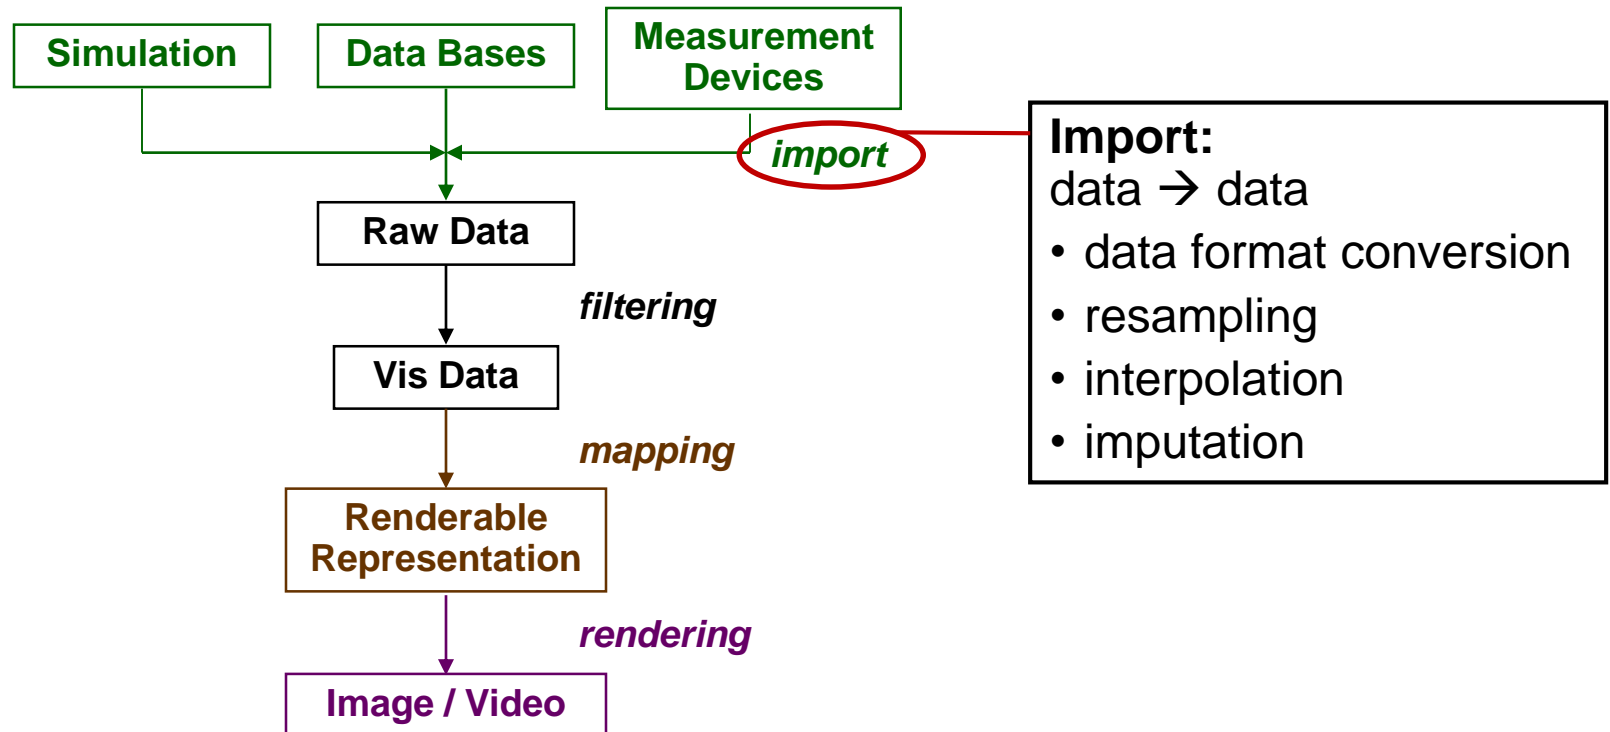 Simulation
Data Bases
Measurement
Devices
import
Raw Data
filtering
Vis Data
mapping
Renderable
Representation
rendering
Image / Video
Import:
data → data
• data format conversion
• resampling
• interpolation
• imputation